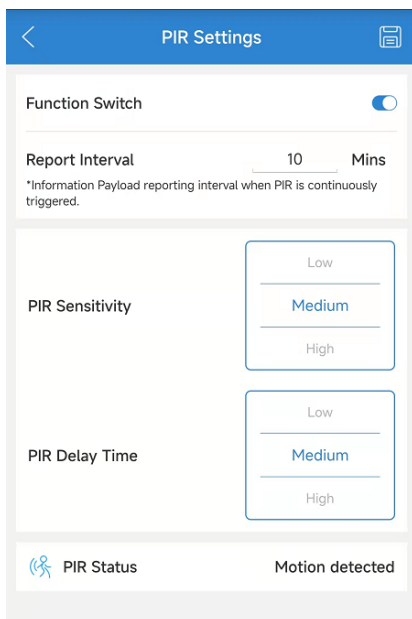 PIR Settings
Function Switch
Report Interval 10 Mins
*Information Payload reporting interval when PIR is continuously
triggered.
Low
PIR Sensitivity Medium
High
Low
PIR Delay Time Medium
High
PIR Status Motion detected